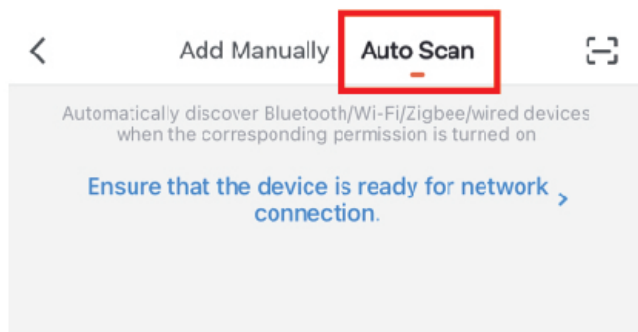 Add Manually Auto Scan
Automatically discover Bluetooth/Wi-Fi/Zigbee/wired devices
when the corresponding permission is turned on
Ensure that the device is ready for network
connection.